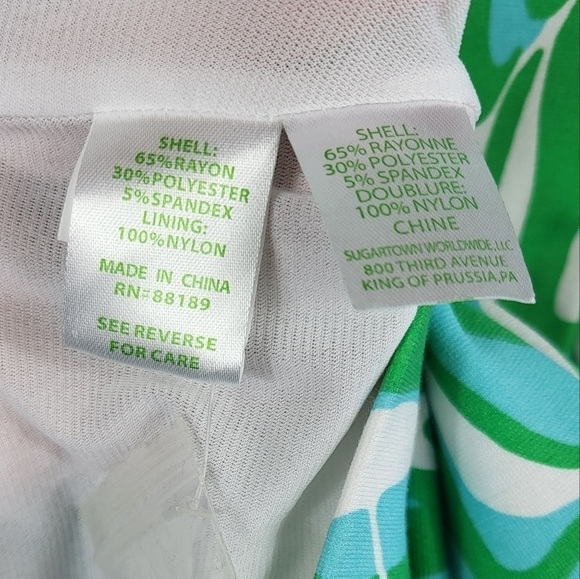 SHELL:
65% RAYON
30% POLYESTER
5% SPANDEX
LINING:
100% NYLON
MADE IN CHINA
RN#88189
SEE REVERSE
FOR CARE
SHELL:
65% RAYONNE
30% POLYESTER
5% SPANDEX
DOUBLURE:
100% NYLON
CHINE
SUGARTOWN WORLDWIDE, LLC
800 THIRD AVENUE
KING OF PRUSSIA, PA